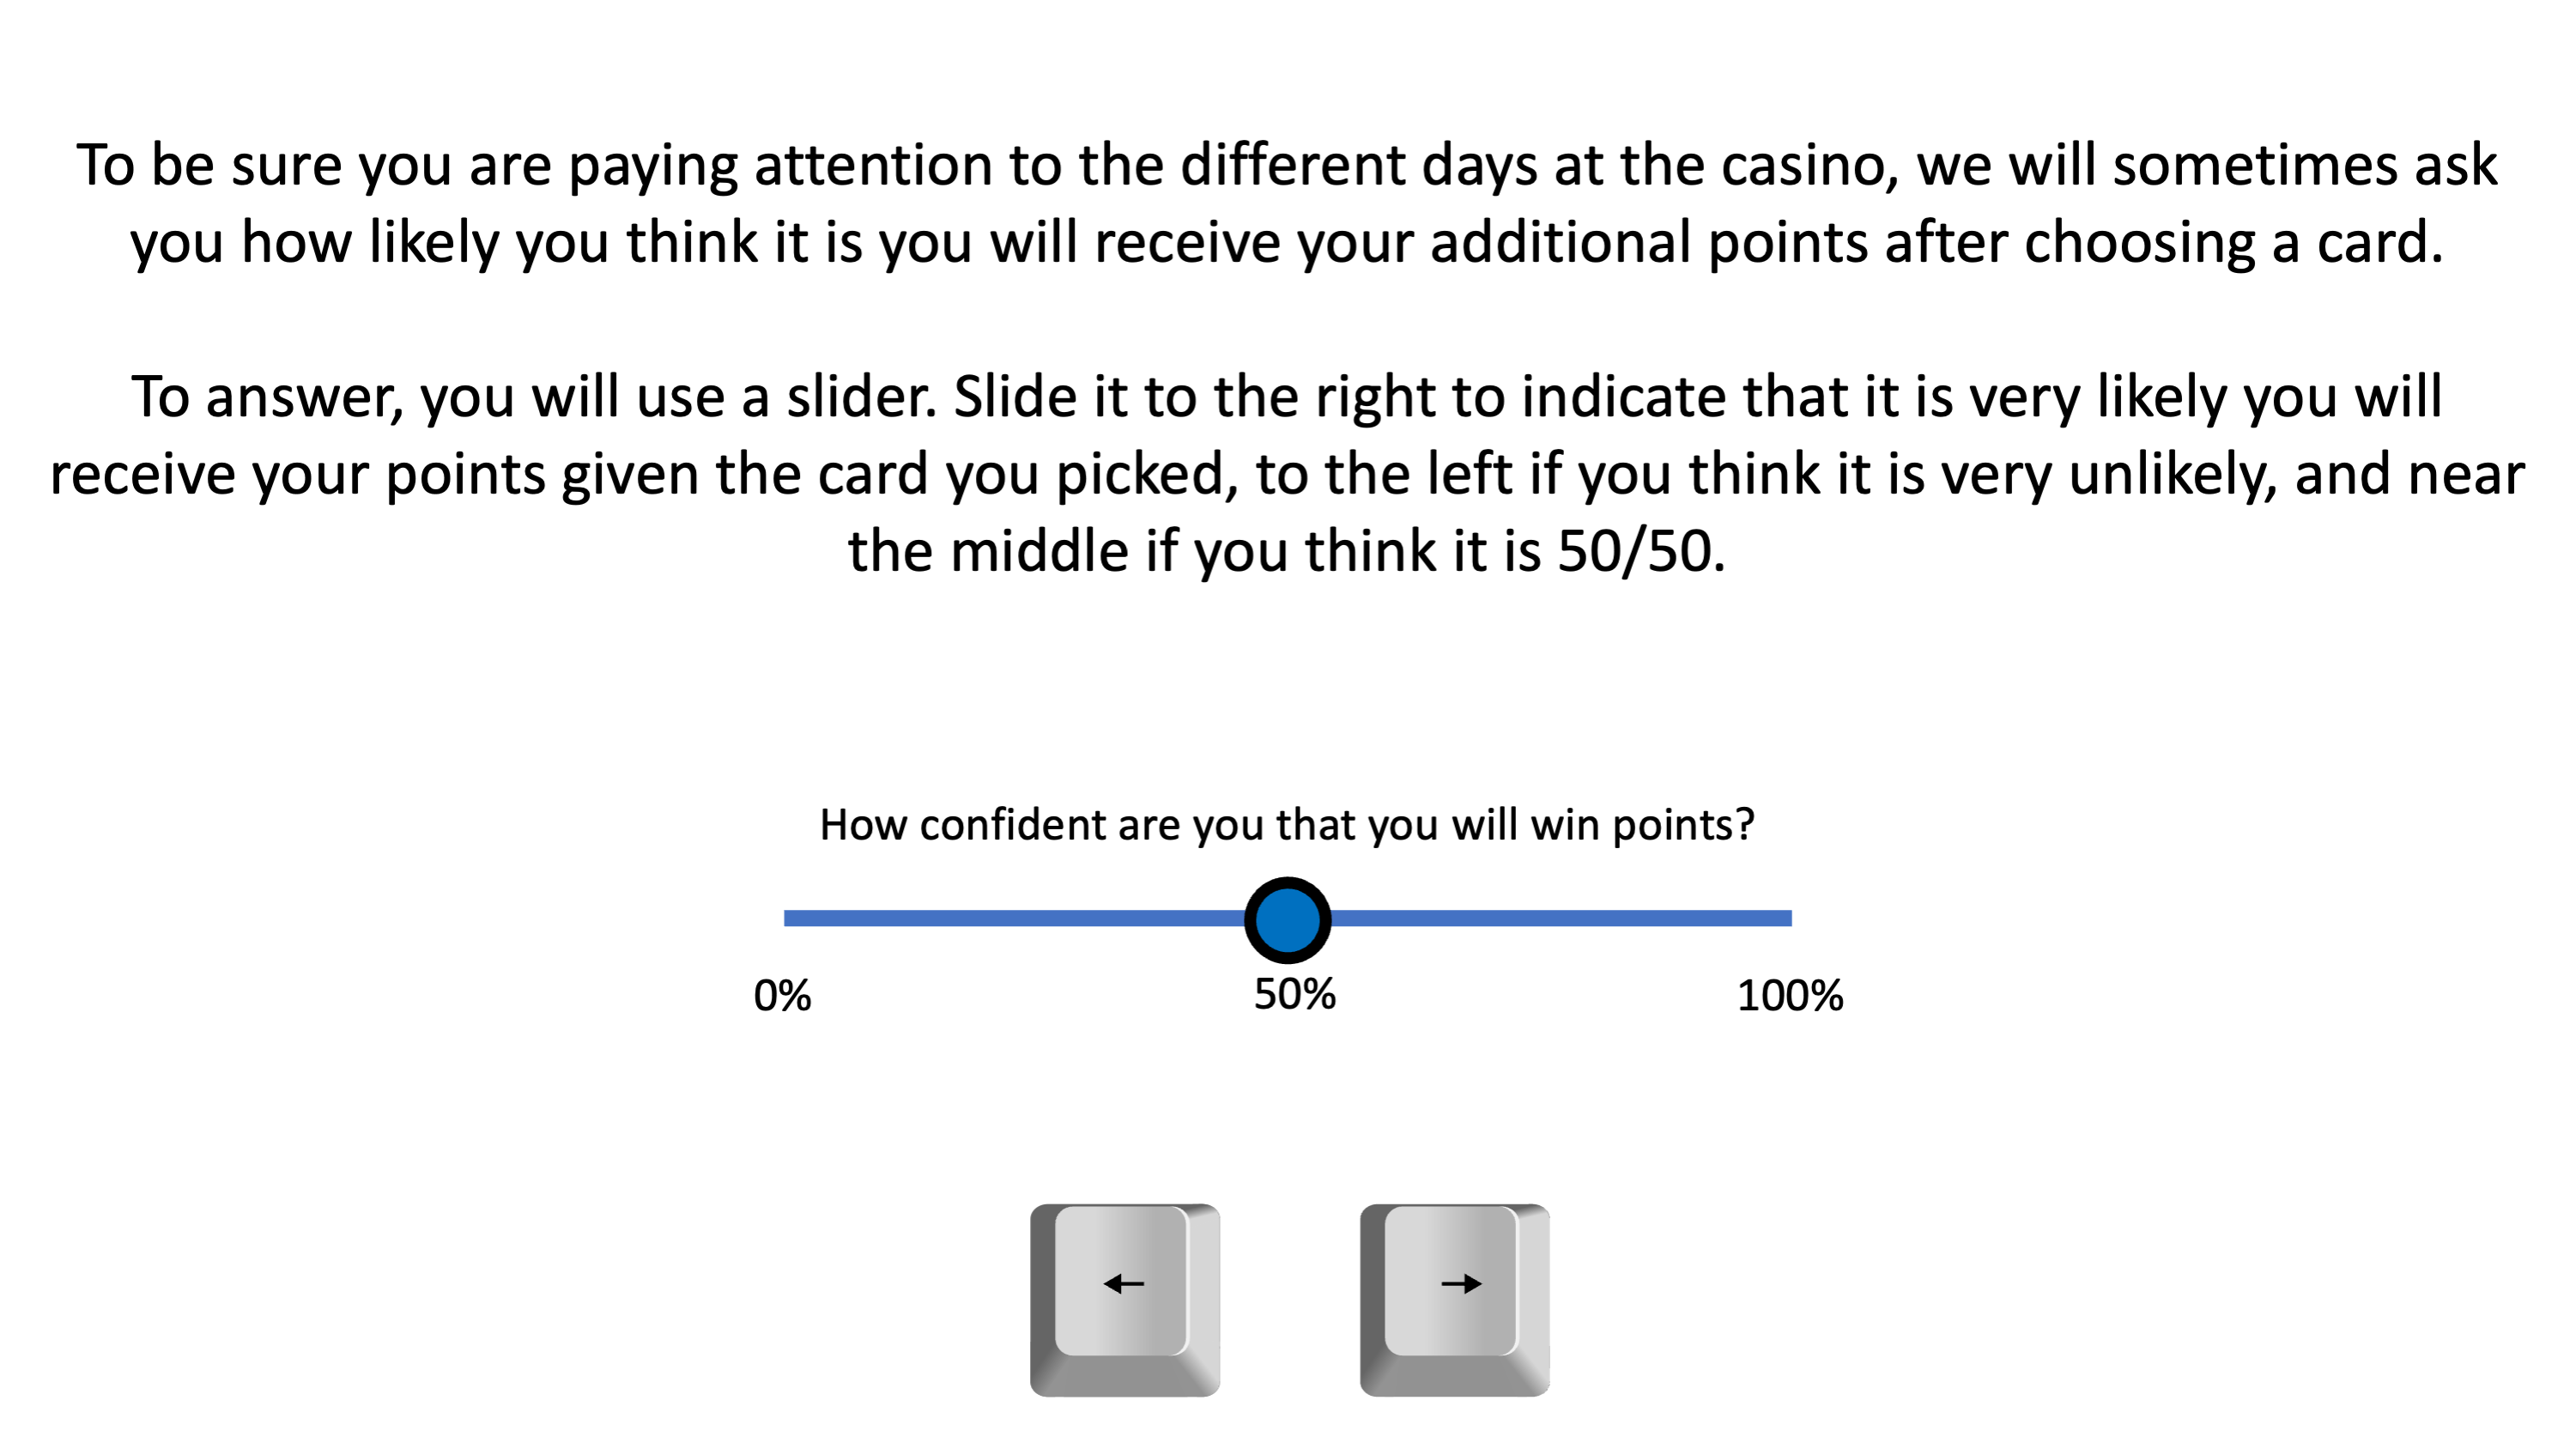 To be sure you are paying attention to the different days at the casino, we will sometimes ask
you how likely you think it is you will receive your additional points after choosing a card.
To answer, you will use a slider. Slide it to the right to indicate that it is very likely you will
receive your points given the card you picked, to the left if you think it is very unlikely, and near
the middle if you think it is 50/50.
How confident are you that you will win points?
0% 50% 100%
← →